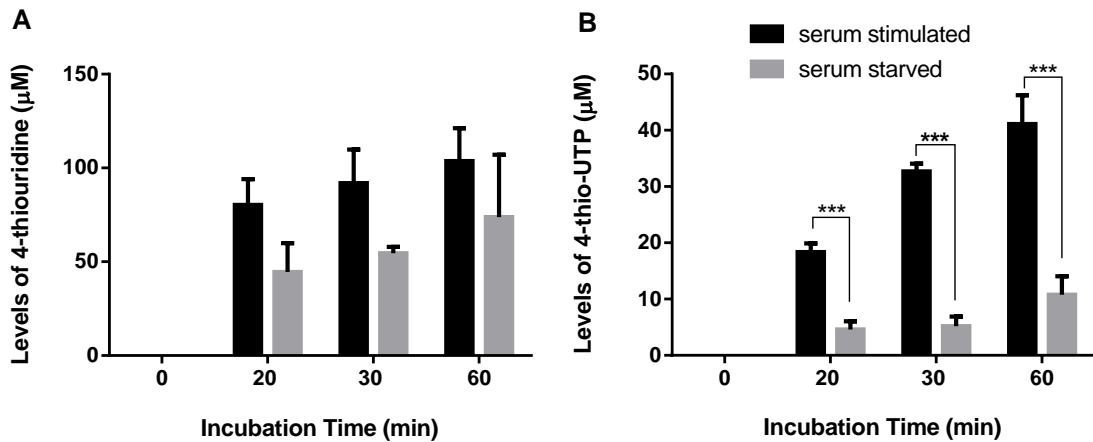 A
Levels of 4-thiouridine (μM)
150
100
50
0
0 20 30 60
Incubation Time (min)
B
serum stimulated
serum starved
Levels of 4-thio-UTP (μM)
50
40
30
20
10
0
***
***
***
0 20 30 60
Incubation Time (min)